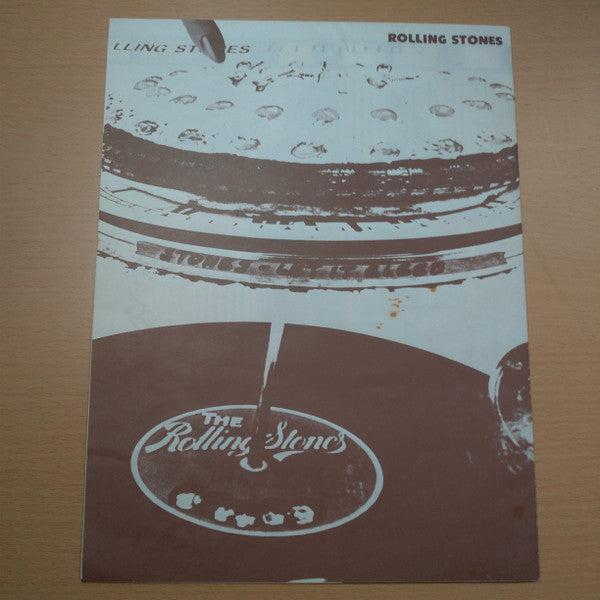 ROLLING STONES
LLING STONES
THE
Rolling Stones